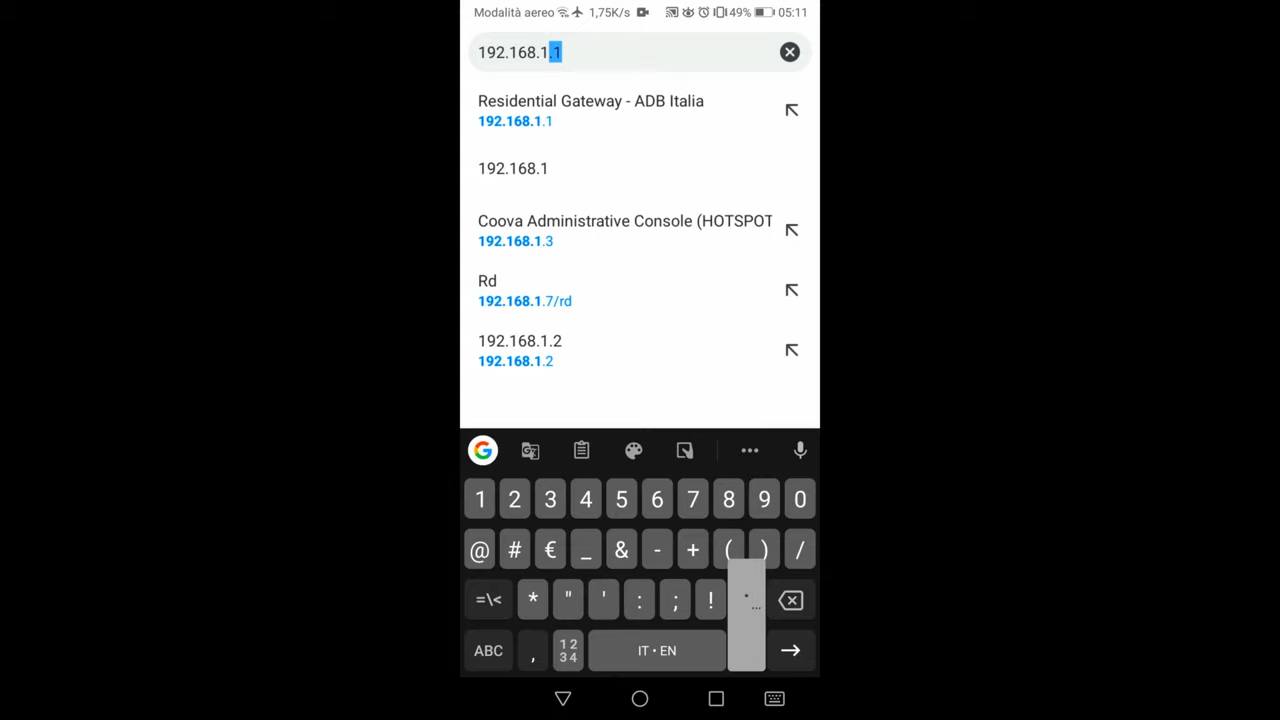 Modalità aereo 1,75K/s 49% 05:11
192.168.1.1
Residential Gateway - ADB Italia
192.168.1.1
192.168.1
Coova Administrative Console (HOTSPOT
192.168.1.3
Rd
192.168.1.7/rd
192.168.1.2
192.168.1.2
G
1 2 3 4 5 6 7 8 9 0
@ # € _ & - + ( ) /
=\< * " ' : ; ! . ...
ABC , 12 34 IT • EN